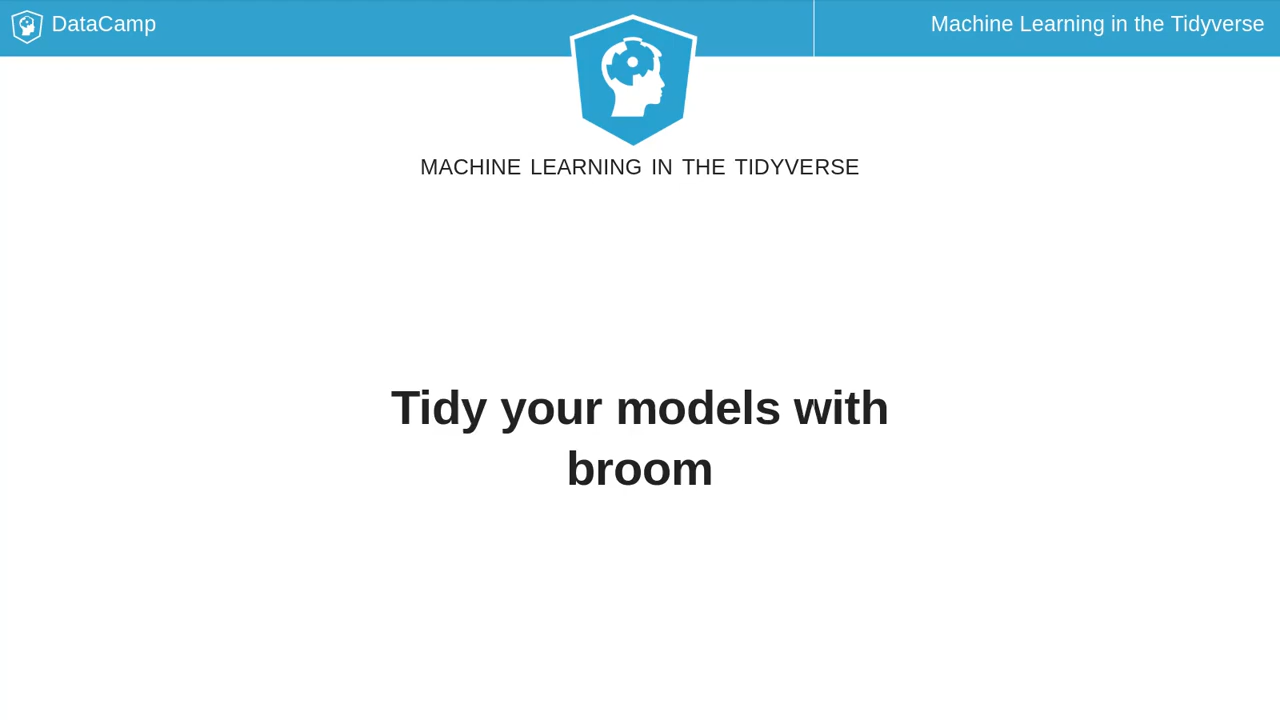 DataCamp
Machine Learning in the Tidyverse
MACHINE LEARNING IN THE TIDYVERSE
Tidy your models with
broom